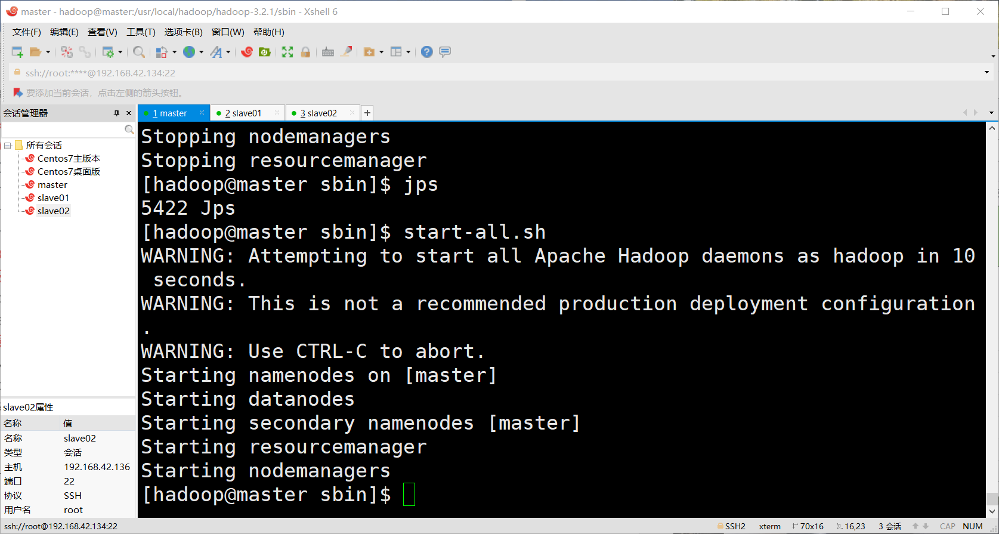 master - hadoop@master:/usr/local/hadoop/hadoop-3.2.1/sbin - Xshell 6
文件(F) 编辑(E) 查看(V) 工具(T) 选项卡(B) 窗口(W) 帮助(H)
ssh://root:****@192.168.42.134:22
要添加当前会话，点击左侧的箭头按钮。
会话管理器
1 master
2 slave01
3 slave02
所有会话
Centos7主版本
Centos7桌面版
master
slave01
slave02
slave02属性
名称 值
名称 slave02
类型 会话
主机 192.168.42.136
端口 22
协议 SSH
用户名 root
Stopping nodemanagers
Stopping resourcemanager
[hadoop@master sbin]$ jps
5422 Jps
[hadoop@master sbin]$ start-all.sh
WARNING: Attempting to start all Apache Hadoop daemons as hadoop in 10
 seconds.
WARNING: This is not a recommended production deployment configuration
.
WARNING: Use CTRL-C to abort.
Starting namenodes on [master]
Starting datanodes
Starting secondary namenodes [master]
Starting resourcemanager
Starting nodemanagers
[hadoop@master sbin]$
ssh://root@192.168.42.134:22 SSH2 xterm 70x16 16,23 3 会话 CAP NUM